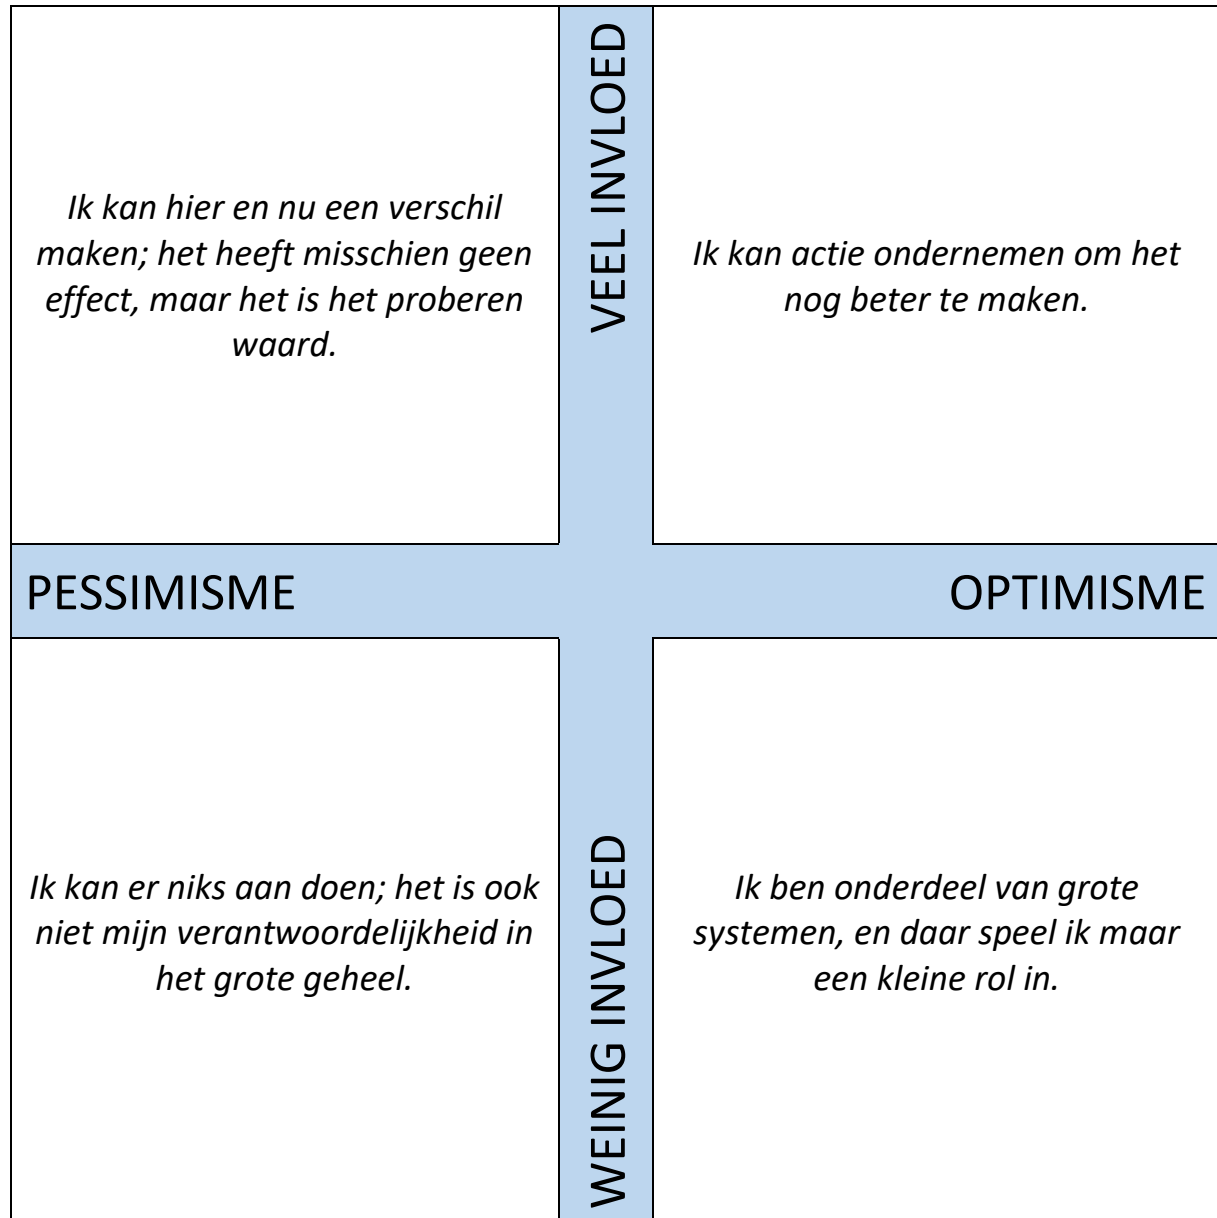 VEEL INVLOED
Ik kan hier en nu een verschil
maken; het heeft misschien geen
effect, maar het is het proberen
waard.
Ik kan actie ondernemen om het
nog beter te maken.
PESSIMISME
OPTIMISME
Ik kan er niks aan doen; het is ook
niet mijn verantwoordelijkheid in
het grote geheel.
WEINIG INVLOED
Ik ben onderdeel van grote
systemen, en daar speel ik maar
een kleine rol in.